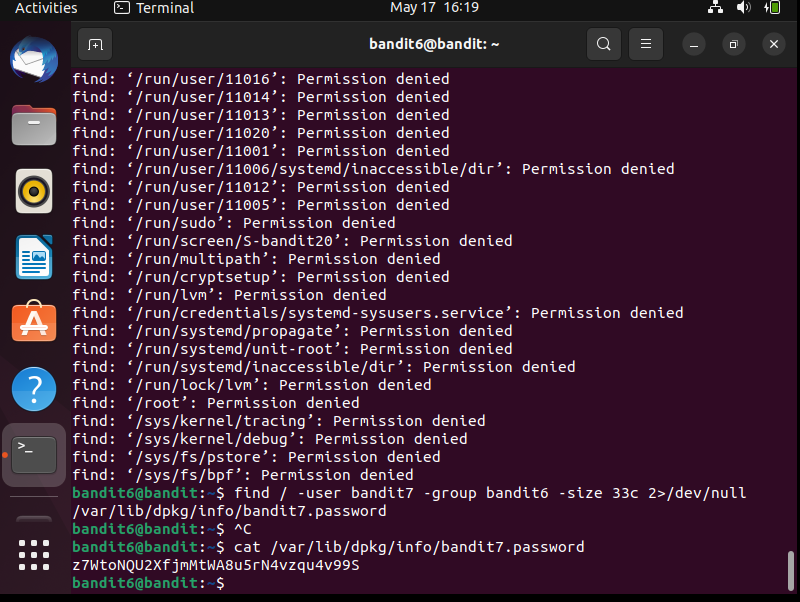 Activities Terminal May 17 16:19
bandit6@bandit: ~
find: ‘/run/user/11016’: Permission denied
find: ‘/run/user/11014’: Permission denied
find: ‘/run/user/11013’: Permission denied
find: ‘/run/user/11020’: Permission denied
find: ‘/run/user/11001’: Permission denied
find: ‘/run/user/11006/systemd/inaccessible/dir’: Permission denied
find: ‘/run/user/11012’: Permission denied
find: ‘/run/user/11005’: Permission denied
find: ‘/run/sudo’: Permission denied
find: ‘/run/screen/S-bandit20’: Permission denied
find: ‘/run/multipath’: Permission denied
find: ‘/run/cryptsetup’: Permission denied
find: ‘/run/lvm’: Permission denied
find: ‘/run/credentials/systemd-sysusers.service’: Permission denied
find: ‘/run/systemd/propagate’: Permission denied
find: ‘/run/systemd/unit-root’: Permission denied
find: ‘/run/systemd/inaccessible/dir’: Permission denied
find: ‘/run/lock/lvm’: Permission denied
find: ‘/root’: Permission denied
find: ‘/sys/kernel/tracing’: Permission denied
find: ‘/sys/kernel/debug’: Permission denied
find: ‘/sys/fs/pstore’: Permission denied
find: ‘/sys/fs/bpf’: Permission denied
bandit6@bandit:~$ find / -user bandit7 -group bandit6 -size 33c 2>/dev/null
/var/lib/dpkg/info/bandit7.password
bandit6@bandit:~$ ^C
bandit6@bandit:~$ cat /var/lib/dpkg/info/bandit7.password
z7WtoNQU2XfjmMtWA8u5rN4vzqu4v99S
bandit6@bandit:~$